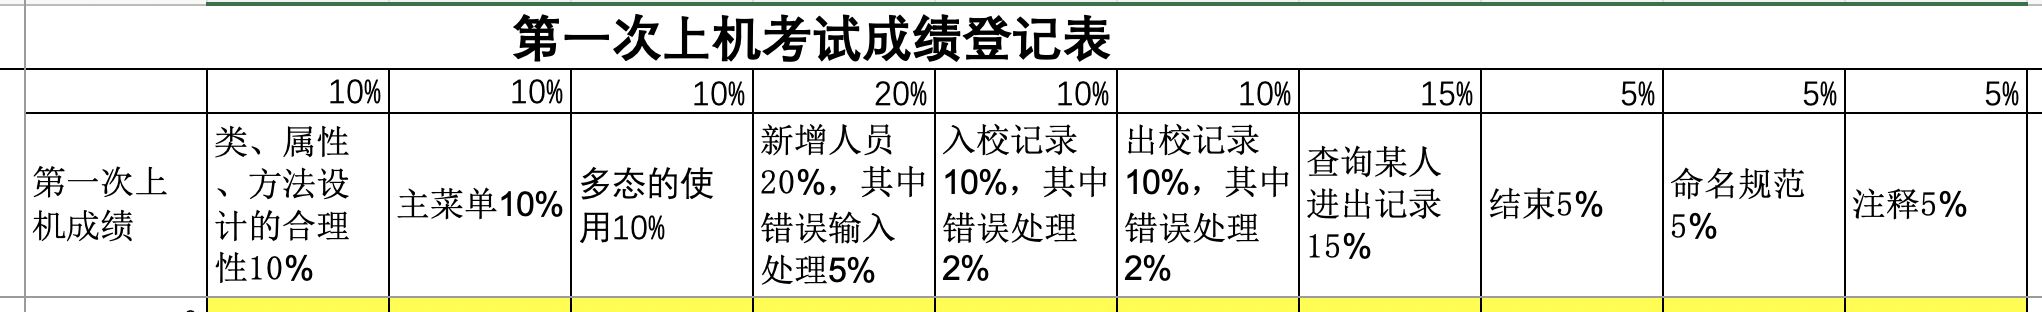 第一次上机考试成绩登记表
10% 10% 10% 20% 10% 10% 15% 5% 5% 5%
第一次上
机成绩
类、属性
、方法设
计的合理
性10%
主菜单10%
多态的使
用10%
新增人员
20%，其中
错误输入
处理5%
入校记录
10%，其中
错误处理
2%
出校记录
10%，其中
错误处理
2%
查询某人
进出记录
15%
结束5%
命名规范
5%
注释5%